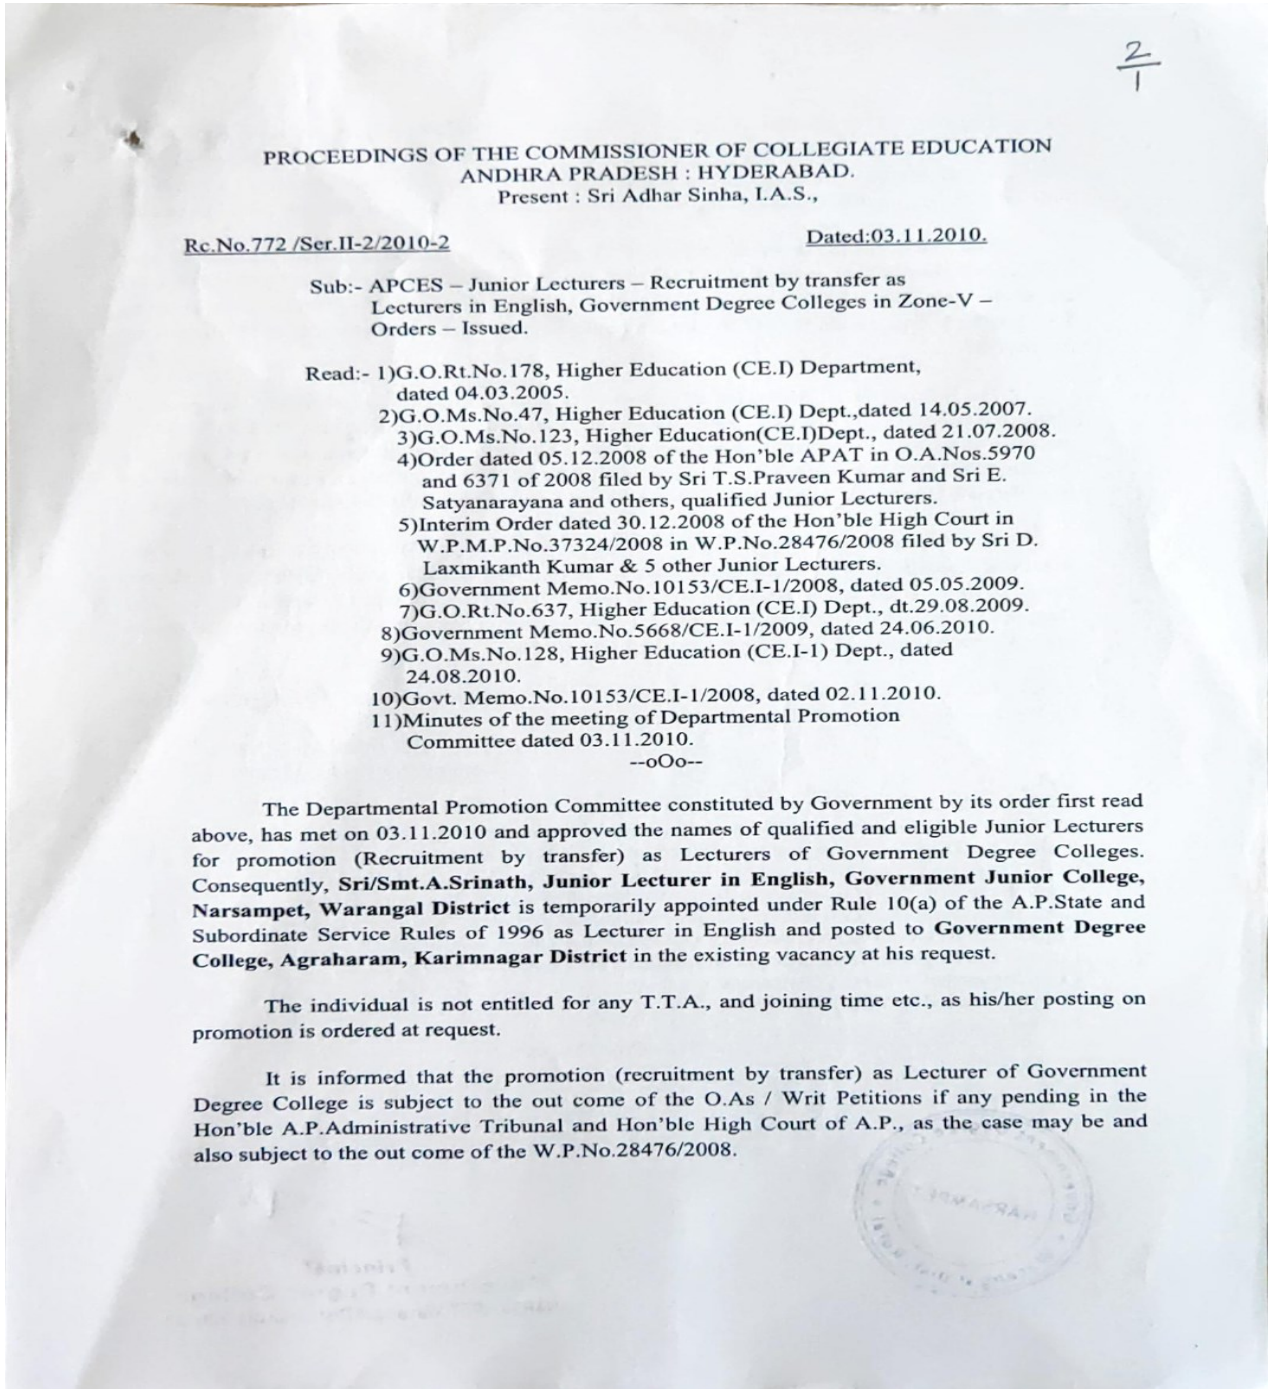 2
1
PROCEEDINGS OF THE COMMISSIONER OF COLLEGIATE EDUCATION
ANDHRA PRADESH : HYDERABAD.
Present : Sri Adhar Sinha, I.A.S.,
Rc.No.772 /Ser.II-2/2010-2 Dated:03.11.2010.
Sub:- APCES – Junior Lecturers – Recruitment by transfer as
Lecturers in English, Government Degree Colleges in Zone-V –
Orders – Issued.
Read:- 1)G.O.Rt.No.178, Higher Education (CE.I) Department,
dated 04.03.2005.
2)G.O.Ms.No.47, Higher Education (CE.I) Dept.,dated 14.05.2007.
3)G.O.Ms.No.123, Higher Education(CE.I)Dept., dated 21.07.2008.
4)Order dated 05.12.2008 of the Hon’ble APAT in O.A.Nos.5970
and 6371 of 2008 filed by Sri T.S.Praveen Kumar and Sri E.
Satyanarayana and others, qualified Junior Lecturers.
5)Interim Order dated 30.12.2008 of the Hon’ble High Court in
W.P.M.P.No.37324/2008 in W.P.No.28476/2008 filed by Sri D.
Laxmikanth Kumar & 5 other Junior Lecturers.
6)Government Memo.No.10153/CE.I-1/2008, dated 05.05.2009.
7)G.O.Rt.No.637, Higher Education (CE.I) Dept., dt.29.08.2009.
8)Government Memo.No.5668/CE.I-1/2009, dated 24.06.2010.
9)G.O.Ms.No.128, Higher Education (CE.I-1) Dept., dated
24.08.2010.
10)Govt. Memo.No.10153/CE.I-1/2008, dated 02.11.2010.
11)Minutes of the meeting of Departmental Promotion
Committee dated 03.11.2010.
--oOo--
The Departmental Promotion Committee constituted by Government by its order first read
above, has met on 03.11.2010 and approved the names of qualified and eligible Junior Lecturers
for promotion (Recruitment by transfer) as Lecturers of Government Degree Colleges.
Consequently, Sri/Smt.A.Srinath, Junior Lecturer in English, Government Junior College,
Narsampet, Warangal District is temporarily appointed under Rule 10(a) of the A.P.State and
Subordinate Service Rules of 1996 as Lecturer in English and posted to Government Degree
College, Agraharam, Karimnagar District in the existing vacancy at his request.
The individual is not entitled for any T.T.A., and joining time etc., as his/her posting on
promotion is ordered at request.
It is informed that the promotion (recruitment by transfer) as Lecturer of Government
Degree College is subject to the out come of the O.As / Writ Petitions if any pending in the
Hon’ble A.P.Administrative Tribunal and Hon’ble High Court of A.P., as the case may be and
also subject to the out come of the W.P.No.28476/2008.